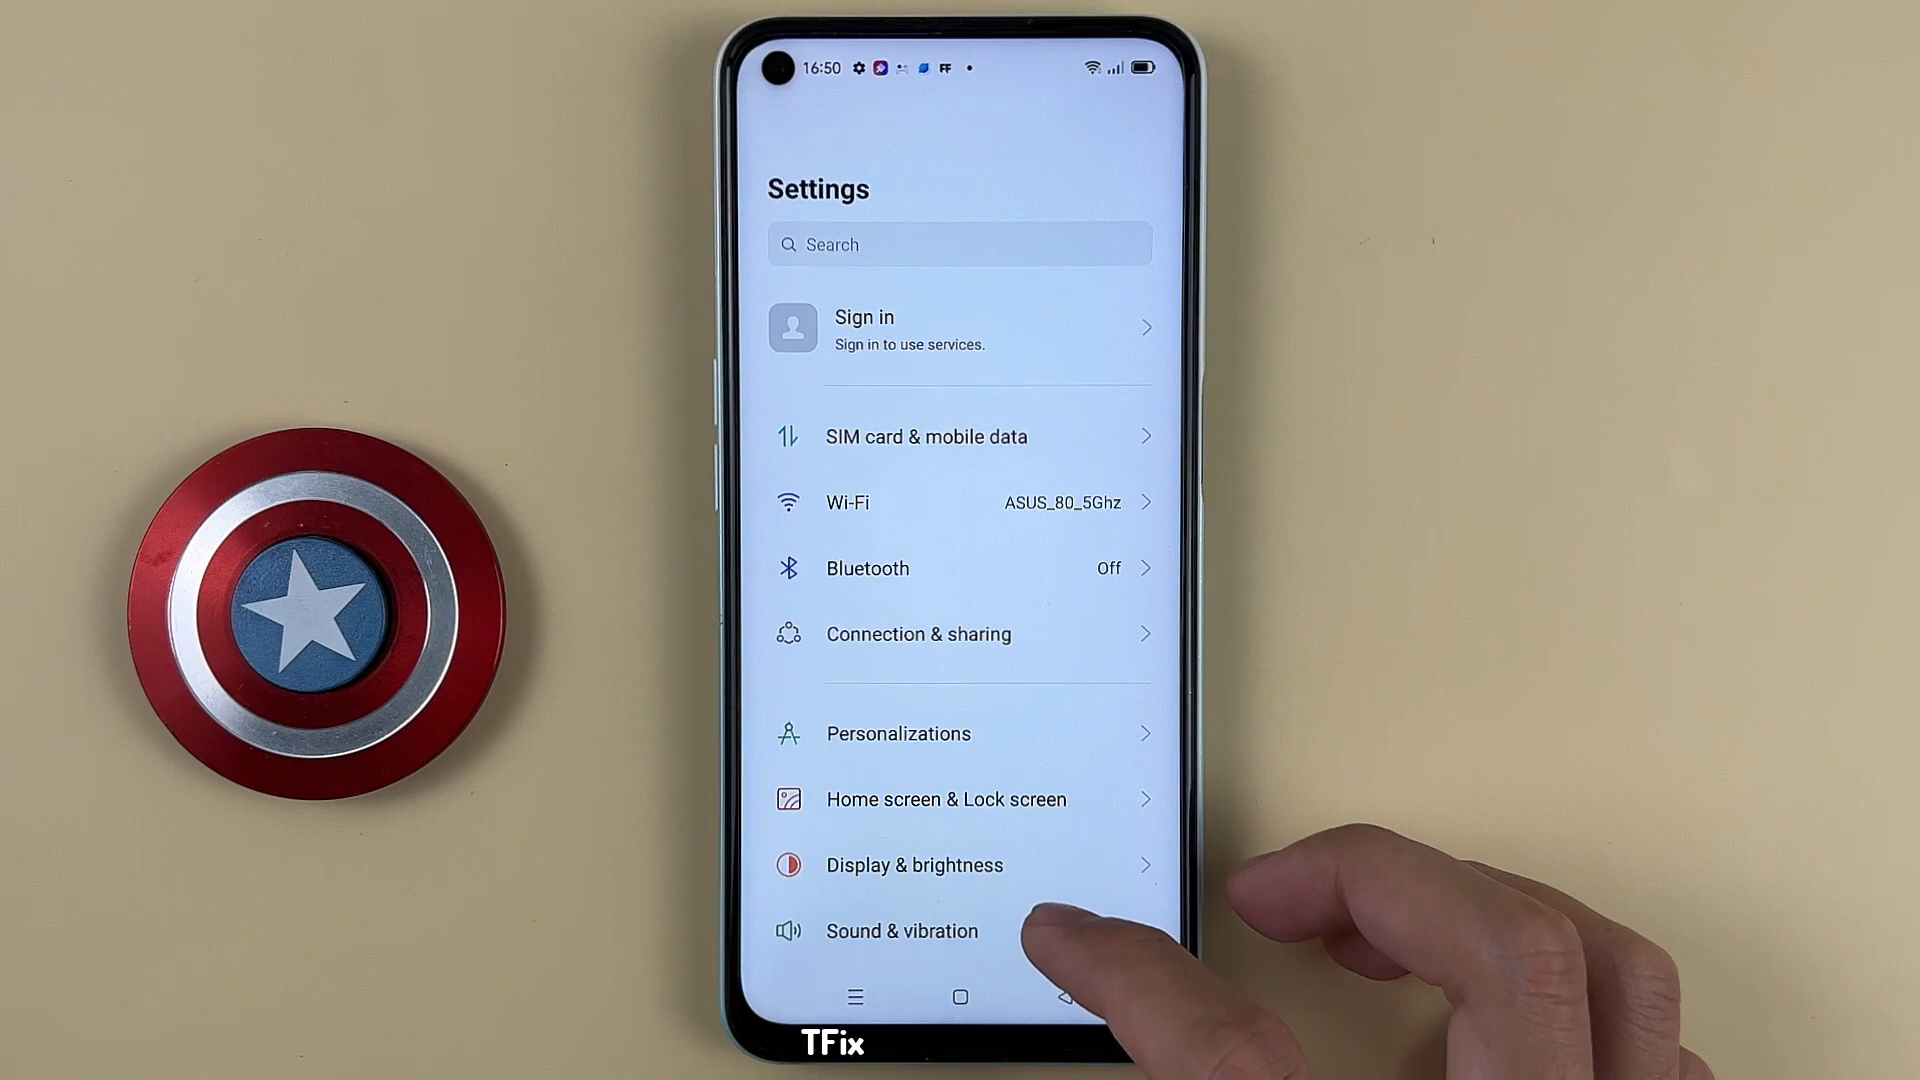 16:50 FF
Settings
Search
Sign in
Sign in to use services.
SIM card & mobile data
Wi-Fi ASUS_80_5Ghz
Bluetooth Off
Connection & sharing
Personalizations
Home screen & Lock screen
Display & brightness
Sound & vibration
TFix